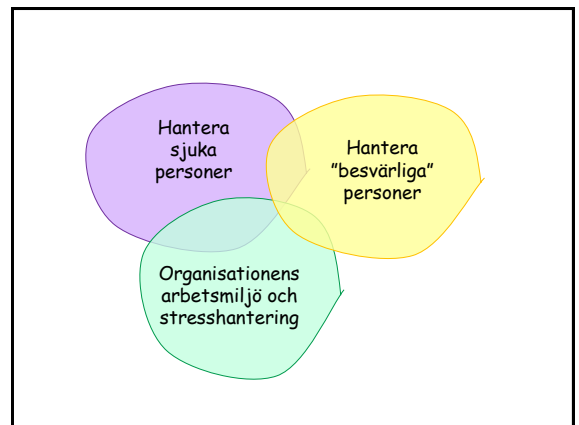 Hantera
sjuka
personer
Hantera
”besvärliga”
personer
Organisationens
arbetsmiljö och
stresshantering